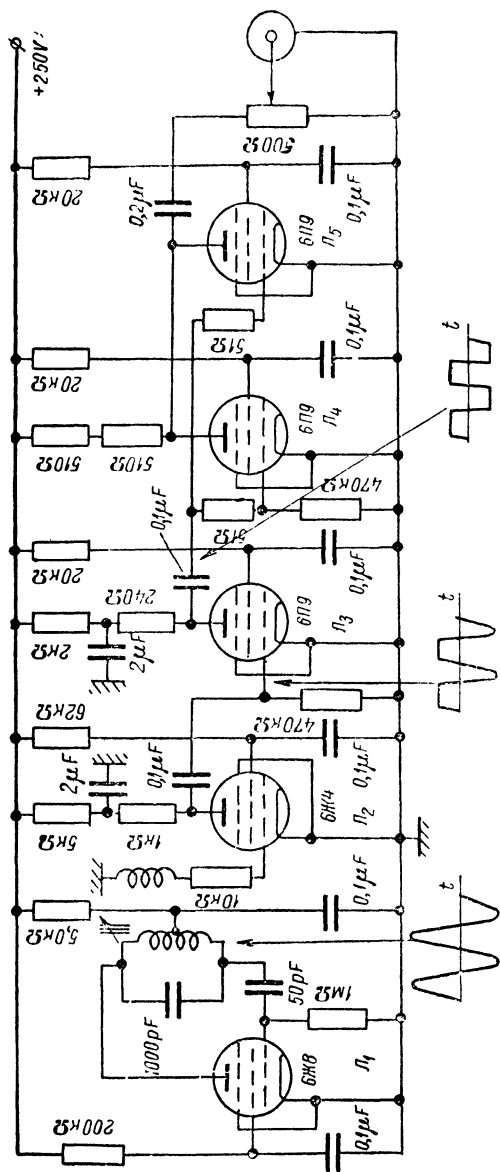 +250V
200кΩ
5,0кΩ
5кΩ
2µF
62кΩ
2кΩ
2µF
20кΩ
510Ω
510Ω
20кΩ
20кΩ
1000pF
50pF
10кΩ
1кΩ
0,1µF
240Ω
0,1µF
51Ω
51Ω
0,2µF
500Ω
6Ж8
Л1
6Ж4
Л2
6П9
Л3
6П9
Л4
6П9
Л5
0,1µF
1МΩ
0,1µF
0,1µF
470кΩ
0,1µF
470кΩ
0,1µF
0,1µF
t
t
t